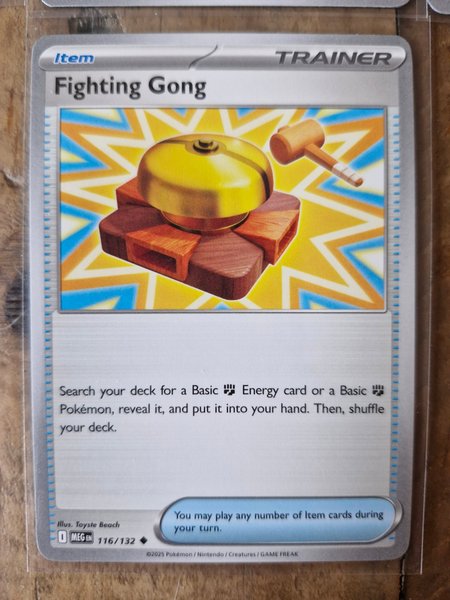 Item
TRAINER
Fighting Gong
Search your deck for a Basic Energy card or a Basic
Pokémon, reveal it, and put it into your hand. Then, shuffle
your deck.
Illus. Toyste Beach
You may play any number of Item cards during
your turn.
I MEG EN 116/132
©2025 Pokémon / Nintendo / Creatures / GAME FREAK